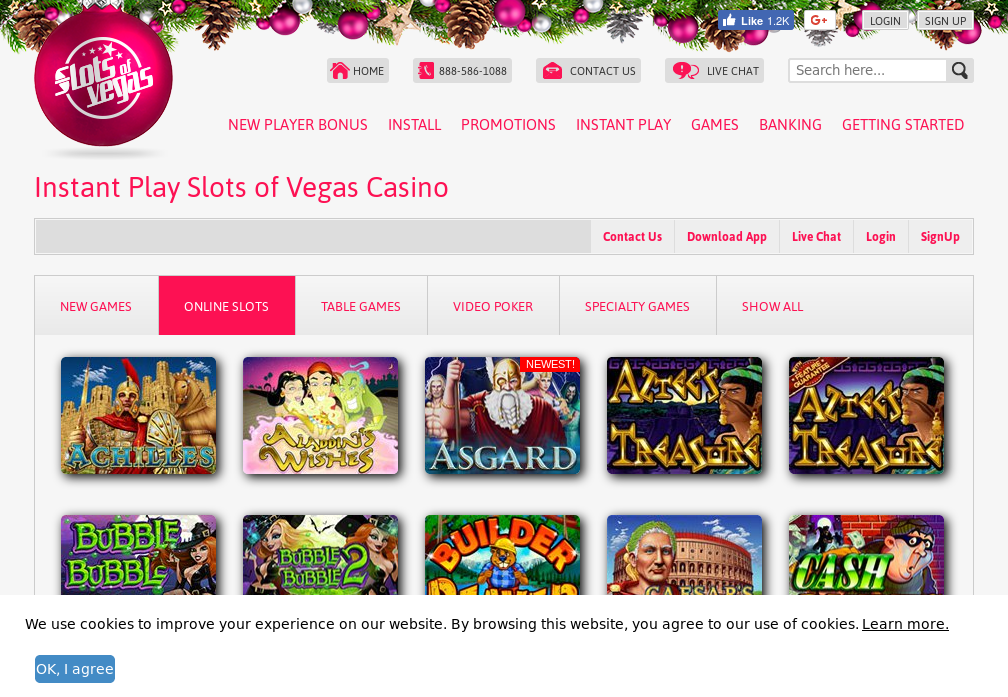 Like 1.2K
G+
LOGIN
SIGN UP
slots of vegas
HOME
888-586-1088
CONTACT US
LIVE CHAT
Search here...
NEW PLAYER BONUS
INSTALL
PROMOTIONS
INSTANT PLAY
GAMES
BANKING
GETTING STARTED
Instant Play Slots of Vegas Casino
Contact Us
Download App
Live Chat
Login
SignUp
NEW GAMES
ONLINE SLOTS
TABLE GAMES
VIDEO POKER
SPECIALTY GAMES
SHOW ALL
ACHILLES
ALADDIN'S
WISHES
NEWEST!
ASGARD
AZTEC'S
TREASURE
WITH FEATURE
GUARANTEE
AZTEC'S
TREASURE
BUBBLE
BUBBLE
BUBBLE
BUBBLE 2
BUILDER
BEAVER
CAESAR'S
CASH
We use cookies to improve your experience on our website. By browsing this website, you agree to our use of cookies. Learn more.
OK, I agree